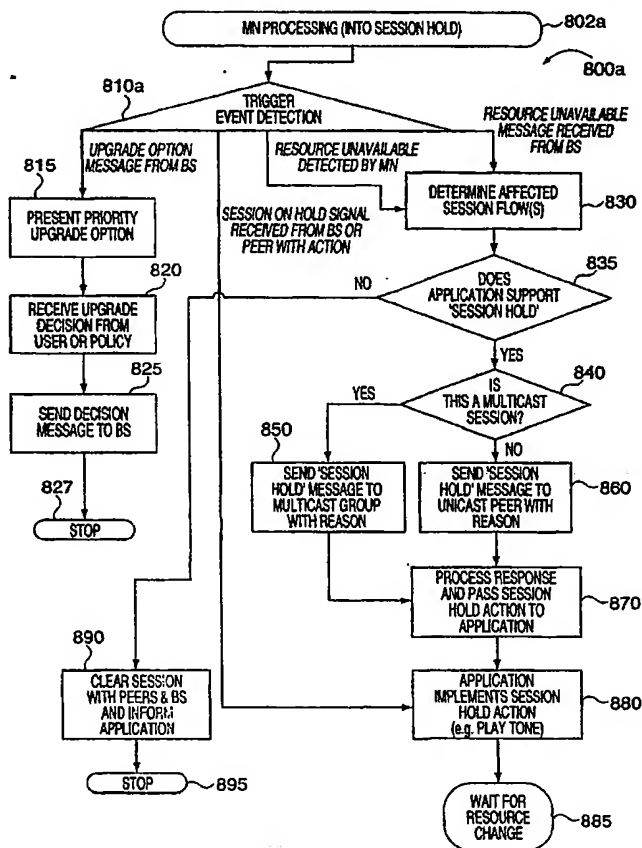 MN PROCESSING (INTO SESSION HOLD)
802a
800a
810a
TRIGGER
EVENT DETECTION
UPGRADE OPTION
MESSAGE FROM BS
RESOURCE UNAVAILABLE
DETECTED BY MN
RESOURCE UNAVAILABLE
MESSAGE RECEIVED
FROM BS
SESSION ON HOLD SIGNAL
RECEIVED FROM BS OR
PEER WITH ACTION
815
PRESENT PRIORITY
UPGRADE OPTION
820
RECEIVE UPGRADE
DECISION FROM
USER OR POLICY
825
SEND DECISION
MESSAGE TO BS
827
STOP
DETERMINE AFFECTED
SESSION FLOW(S)
830
835
NO
DOES
APPLICATION SUPPORT
'SESSION HOLD'
YES
840
YES
IS
THIS A MULTICAST
SESSION?
NO
850
SEND 'SESSION
HOLD' MESSAGE TO
MULTICAST GROUP
WITH REASON
SEND 'SESSION
HOLD' MESSAGE TO
UNICAST PEER WITH
REASON
860
PROCESS RESPONSE
AND PASS SESSION
HOLD ACTION TO
APPLICATION
870
890
CLEAR SESSION
WITH PEERS & BS
AND INFORM
APPLICATION
STOP
895
APPLICATION
IMPLEMENTS SESSION
HOLD ACTION
(e.g. PLAY TONE)
880
WAIT FOR
RESOURCE
CHANGE
885